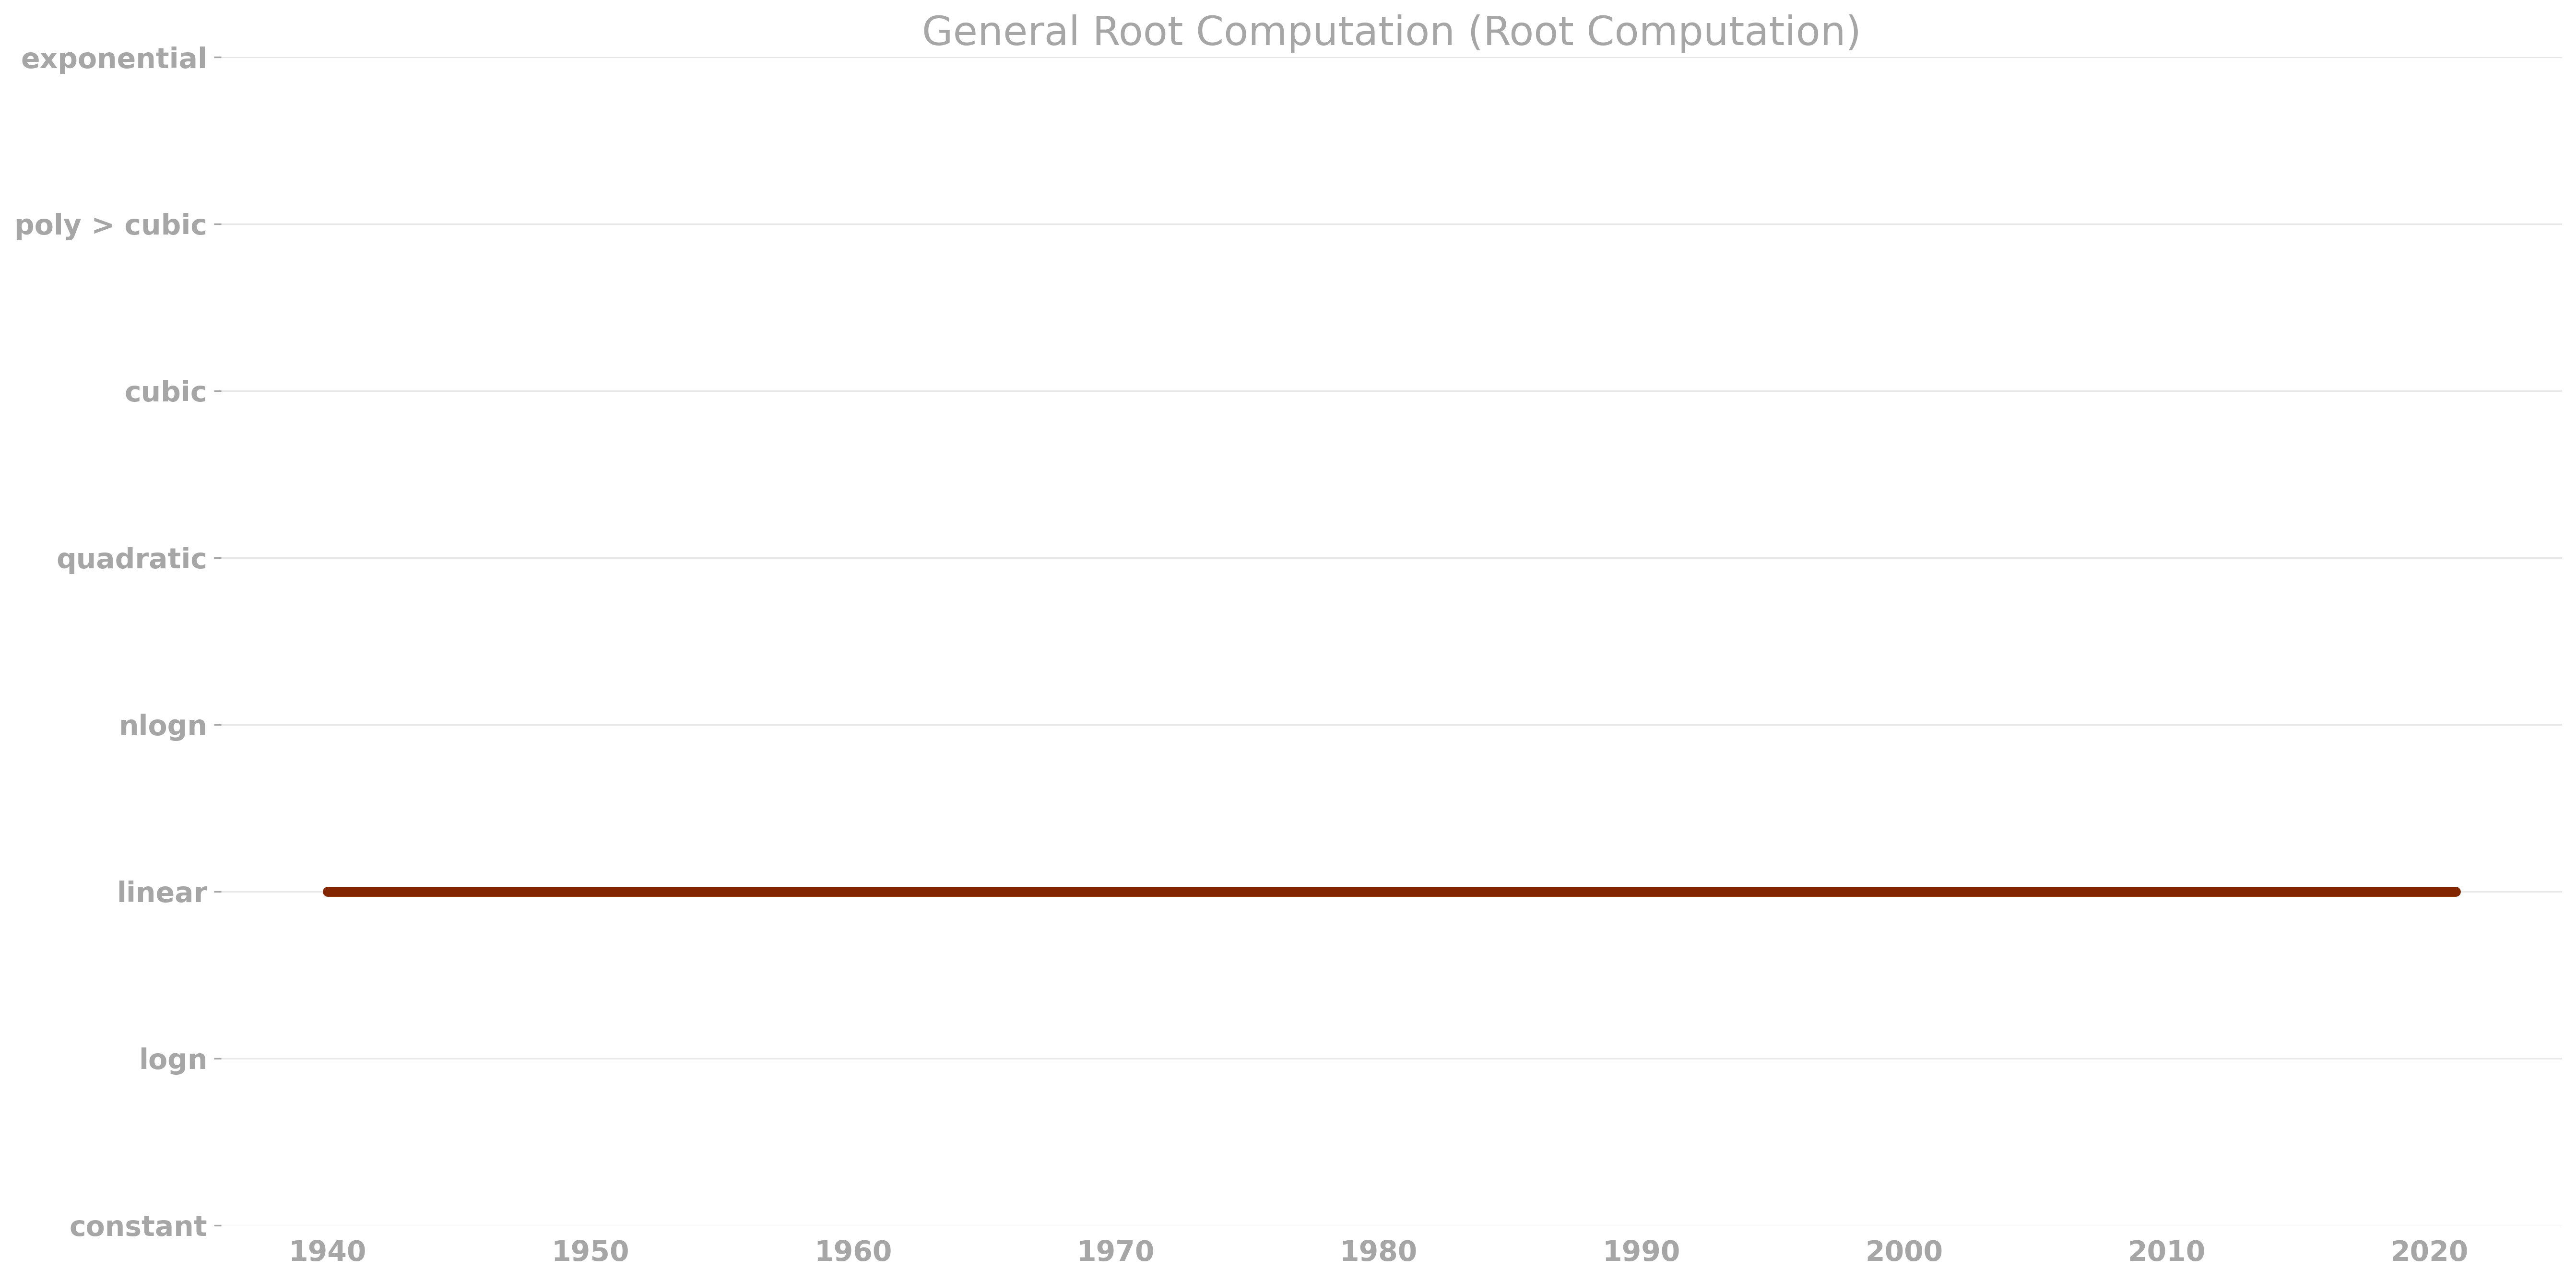 General Root Computation (Root Computation)
exponential
poly > cubic
cubic
quadratic
nlogn
linear
logn
constant
1940 1950 1960 1970 1980 1990 2000 2010 2020